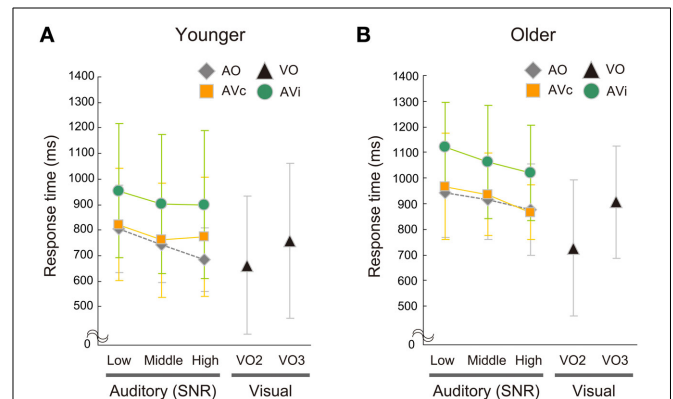 A Younger
AO VO
AVc AVi
Response time (ms)
1400
1300
1200
1100
1000
900
800
700
600
500
0
Low Middle High VO2 VO3
Auditory (SNR) Visual
B Older
AO VO
AVc AVi
Response time (ms)
1400
1300
1200
1100
1000
900
800
700
600
500
0
Low Middle High VO2 VO3
Auditory (SNR) Visual